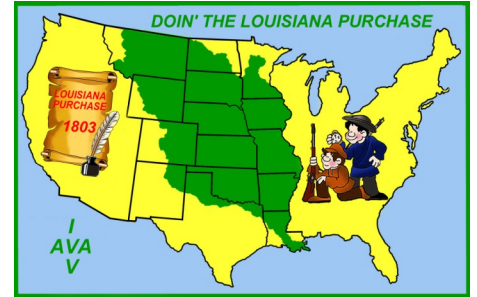 DOIN' THE LOUISIANA PURCHASE
LOUISIANA
PURCHASE
1803
I
AVA
V